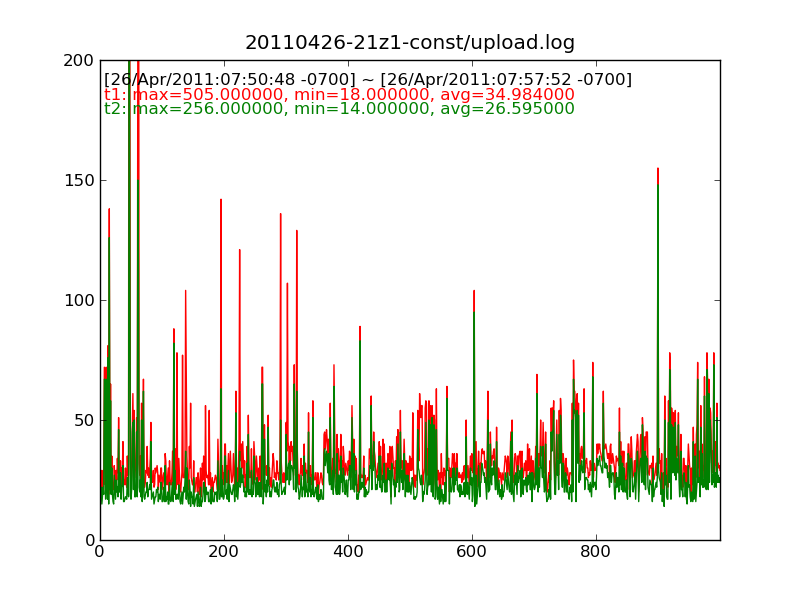 20110426-21z1-const/upload.log
[26/Apr/2011:07:50:48 -0700] ~ [26/Apr/2011:07:57:52 -0700]
t1: max=505.000000, min=18.000000, avg=34.984000
t2: max=256.000000, min=14.000000, avg=26.595000
200
150
100
50
0
0 200 400 600 800